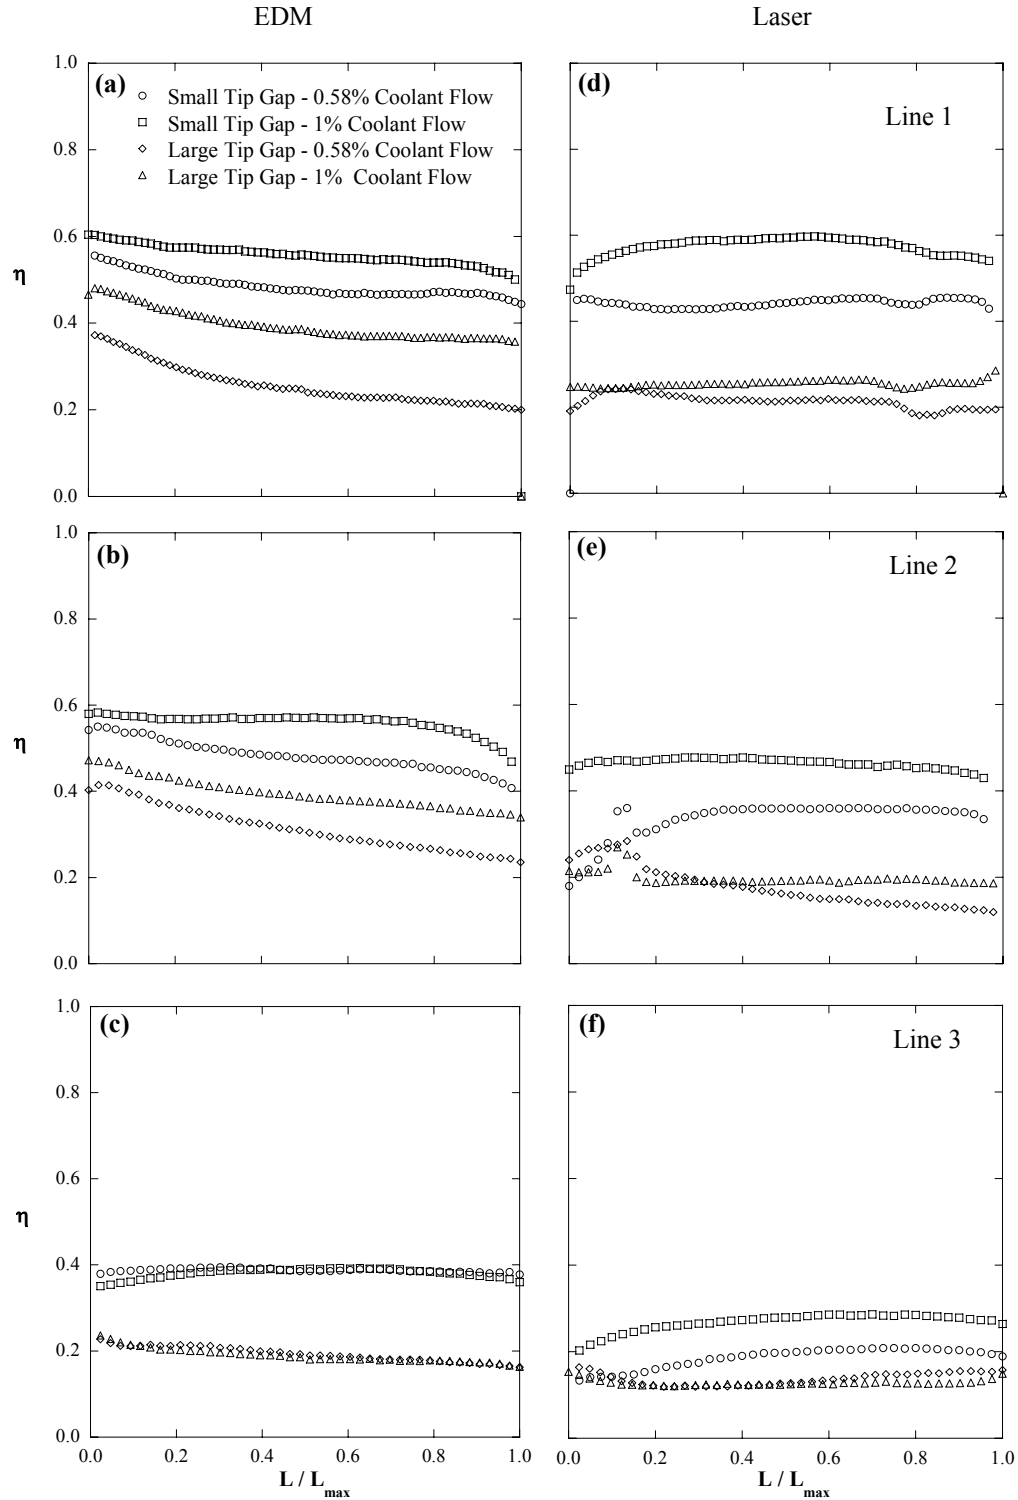 EDM
Laser
1.0
0.8
0.6
0.4
0.2
0.0
η
(a)
Small Tip Gap - 0.58% Coolant Flow
Small Tip Gap - 1% Coolant Flow
Large Tip Gap - 0.58% Coolant Flow
Large Tip Gap - 1% Coolant Flow
(d)
Line 1
1.0
0.8
0.6
0.4
0.2
0.0
η
(b)
(e)
Line 2
1.0
0.8
0.6
0.4
0.2
0.0
η
(c)
(f)
Line 3
0.0 0.2 0.4 0.6 0.8 1.0
L / Lmax
0.0 0.2 0.4 0.6 0.8 1.0
L / Lmax